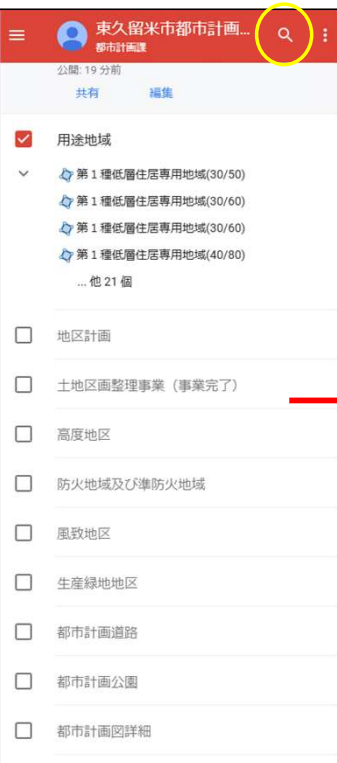 東久留米市都市計画...
都市計画課
公開: 19 分前
共有 編集
用途地域
第1種低層住居専用地域(30/50)
第1種低層住居専用地域(30/60)
第1種低層住居専用地域(30/60)
第1種低層住居専用地域(40/80)
... 他 21 個
地区計画
土地区画整理事業（事業完了）
高度地区
防火地域及び準防火地域
風致地区
生産緑地地区
都市計画道路
都市計画公園
都市計画図詳細